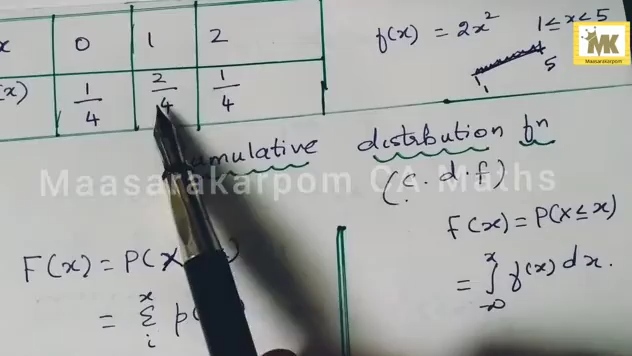 x 0 1 2
(x) 1/4 2/4 1/4
f(x) = 2x² 1 ≤ x ≤ 5
1 5
MK
Maasarakarpom
cumulative distribution fn
(c.d.f)
Maasarakarpom CA Maths
F(x) = P(X
= Σ p(
x
i
F(x) = P(X ≤ x)
= ∫ f(x) dx.
x
-∞